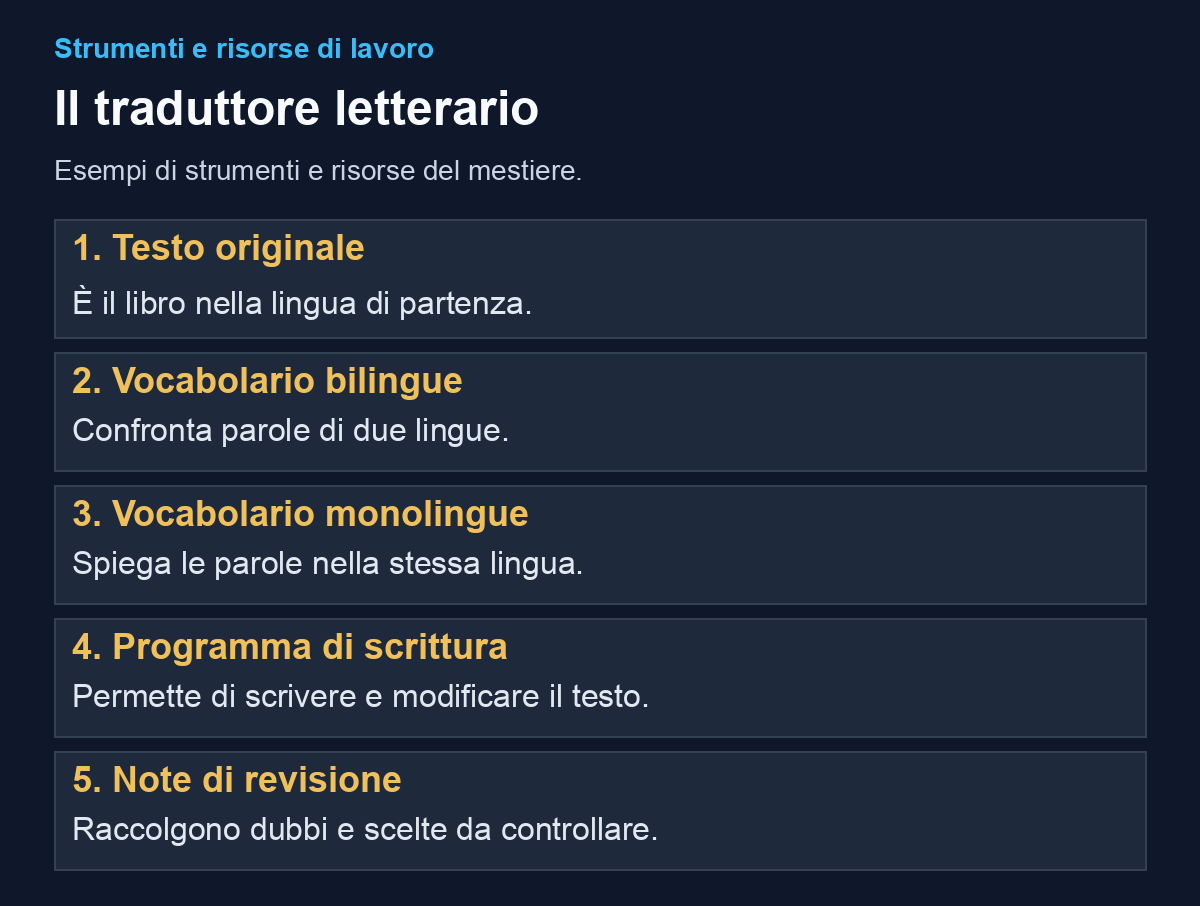 Strumenti e risorse di lavoro
Il traduttore letterario
Esempi di strumenti e risorse del mestiere.
1. Testo originale
È il libro nella lingua di partenza.
2. Vocabolario bilingue
Confronta parole di due lingue.
3. Vocabolario monolingue
Spiega le parole nella stessa lingua.
4. Programma di scrittura
Permette di scrivere e modificare il testo.
5. Note di revisione
Raccolgono dubbi e scelte da controllare.